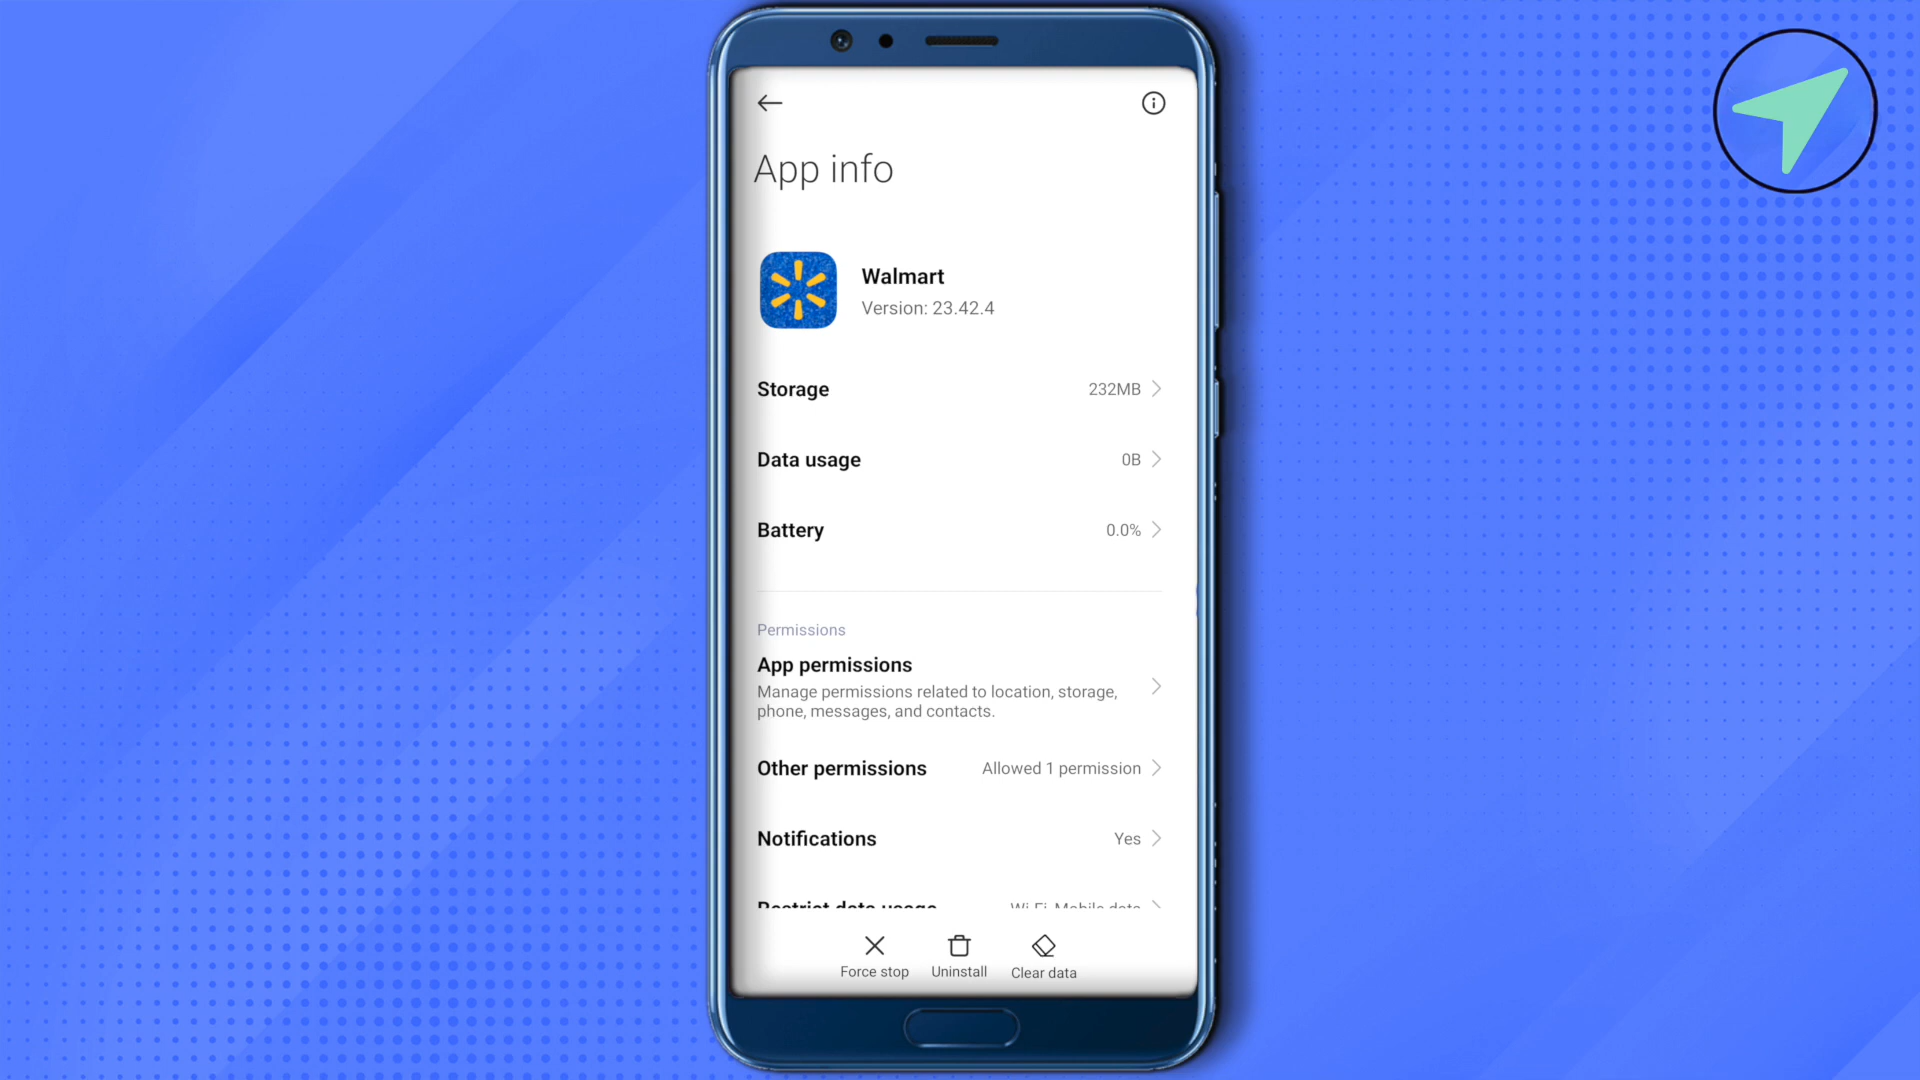 App info
Walmart
Version: 23.42.4
Storage 232MB
Data usage 0B
Battery 0.0%
Permissions
App permissions
Manage permissions related to location, storage,
phone, messages, and contacts.
Other permissions Allowed 1 permission
Notifications Yes
Restrict data usage Wi-Fi, Mobile data
Force stop Uninstall Clear data